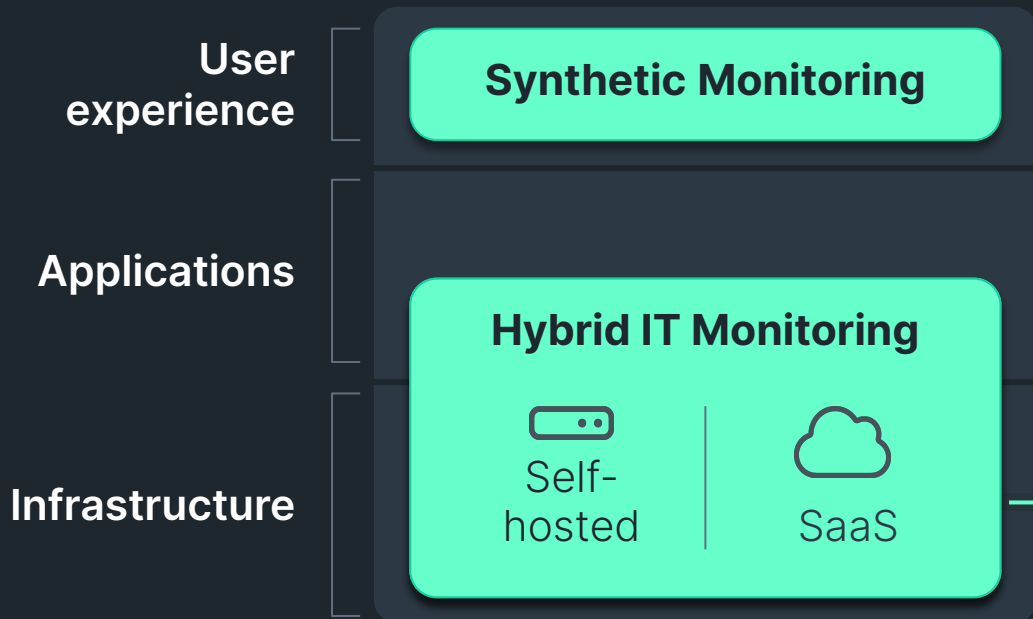 User
experience
Synthetic Monitoring
Applications
Hybrid IT Monitoring
Infrastructure
Self-
hosted
SaaS